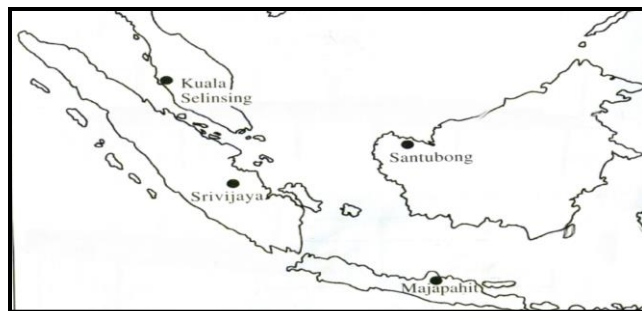 Kuala
Selinsing
Santubong
Srivijaya
Majapahit